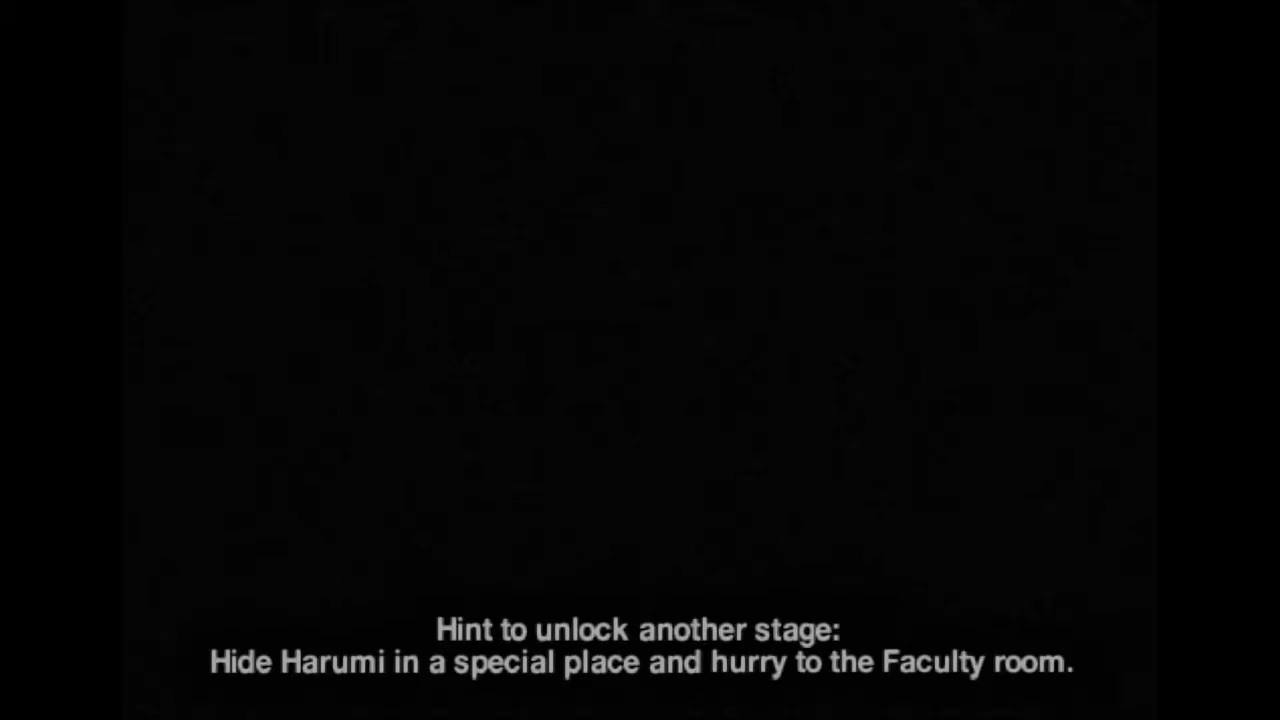 Hint to unlock another stage:
Hide Harumi in a special place and hurry to the Faculty room.